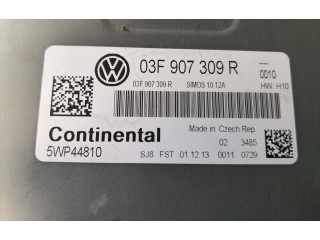 03F 907 309 R
0010
03F 907 309 R SIMOS 10.12A HW: H10
Continental
Made in Czech Rep.
02 3485
5WP44810 SJ8 FST 01.12.13 0011 0729